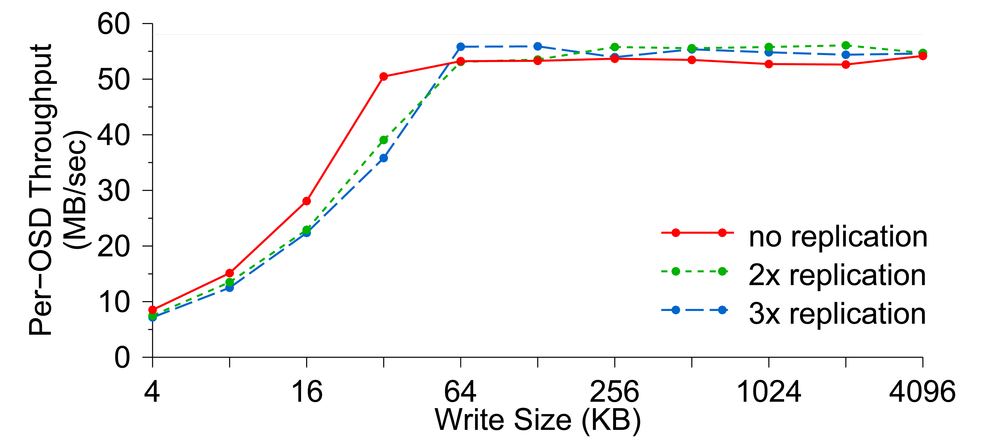 60
50
40
30
20
10
0
Per−OSD Throughput
(MB/sec)
no replication
2x replication
3x replication
4 16 64 256 1024 4096
Write Size (KB)